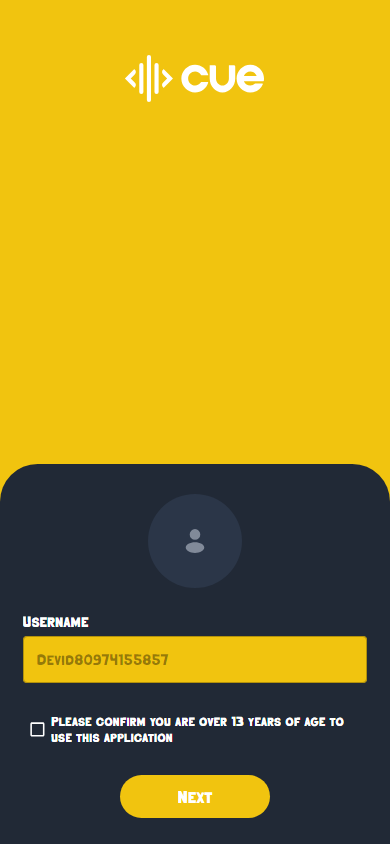 cue
Username
Devid80974155857
Please confirm you are over 13 years of age to
use this application
Next